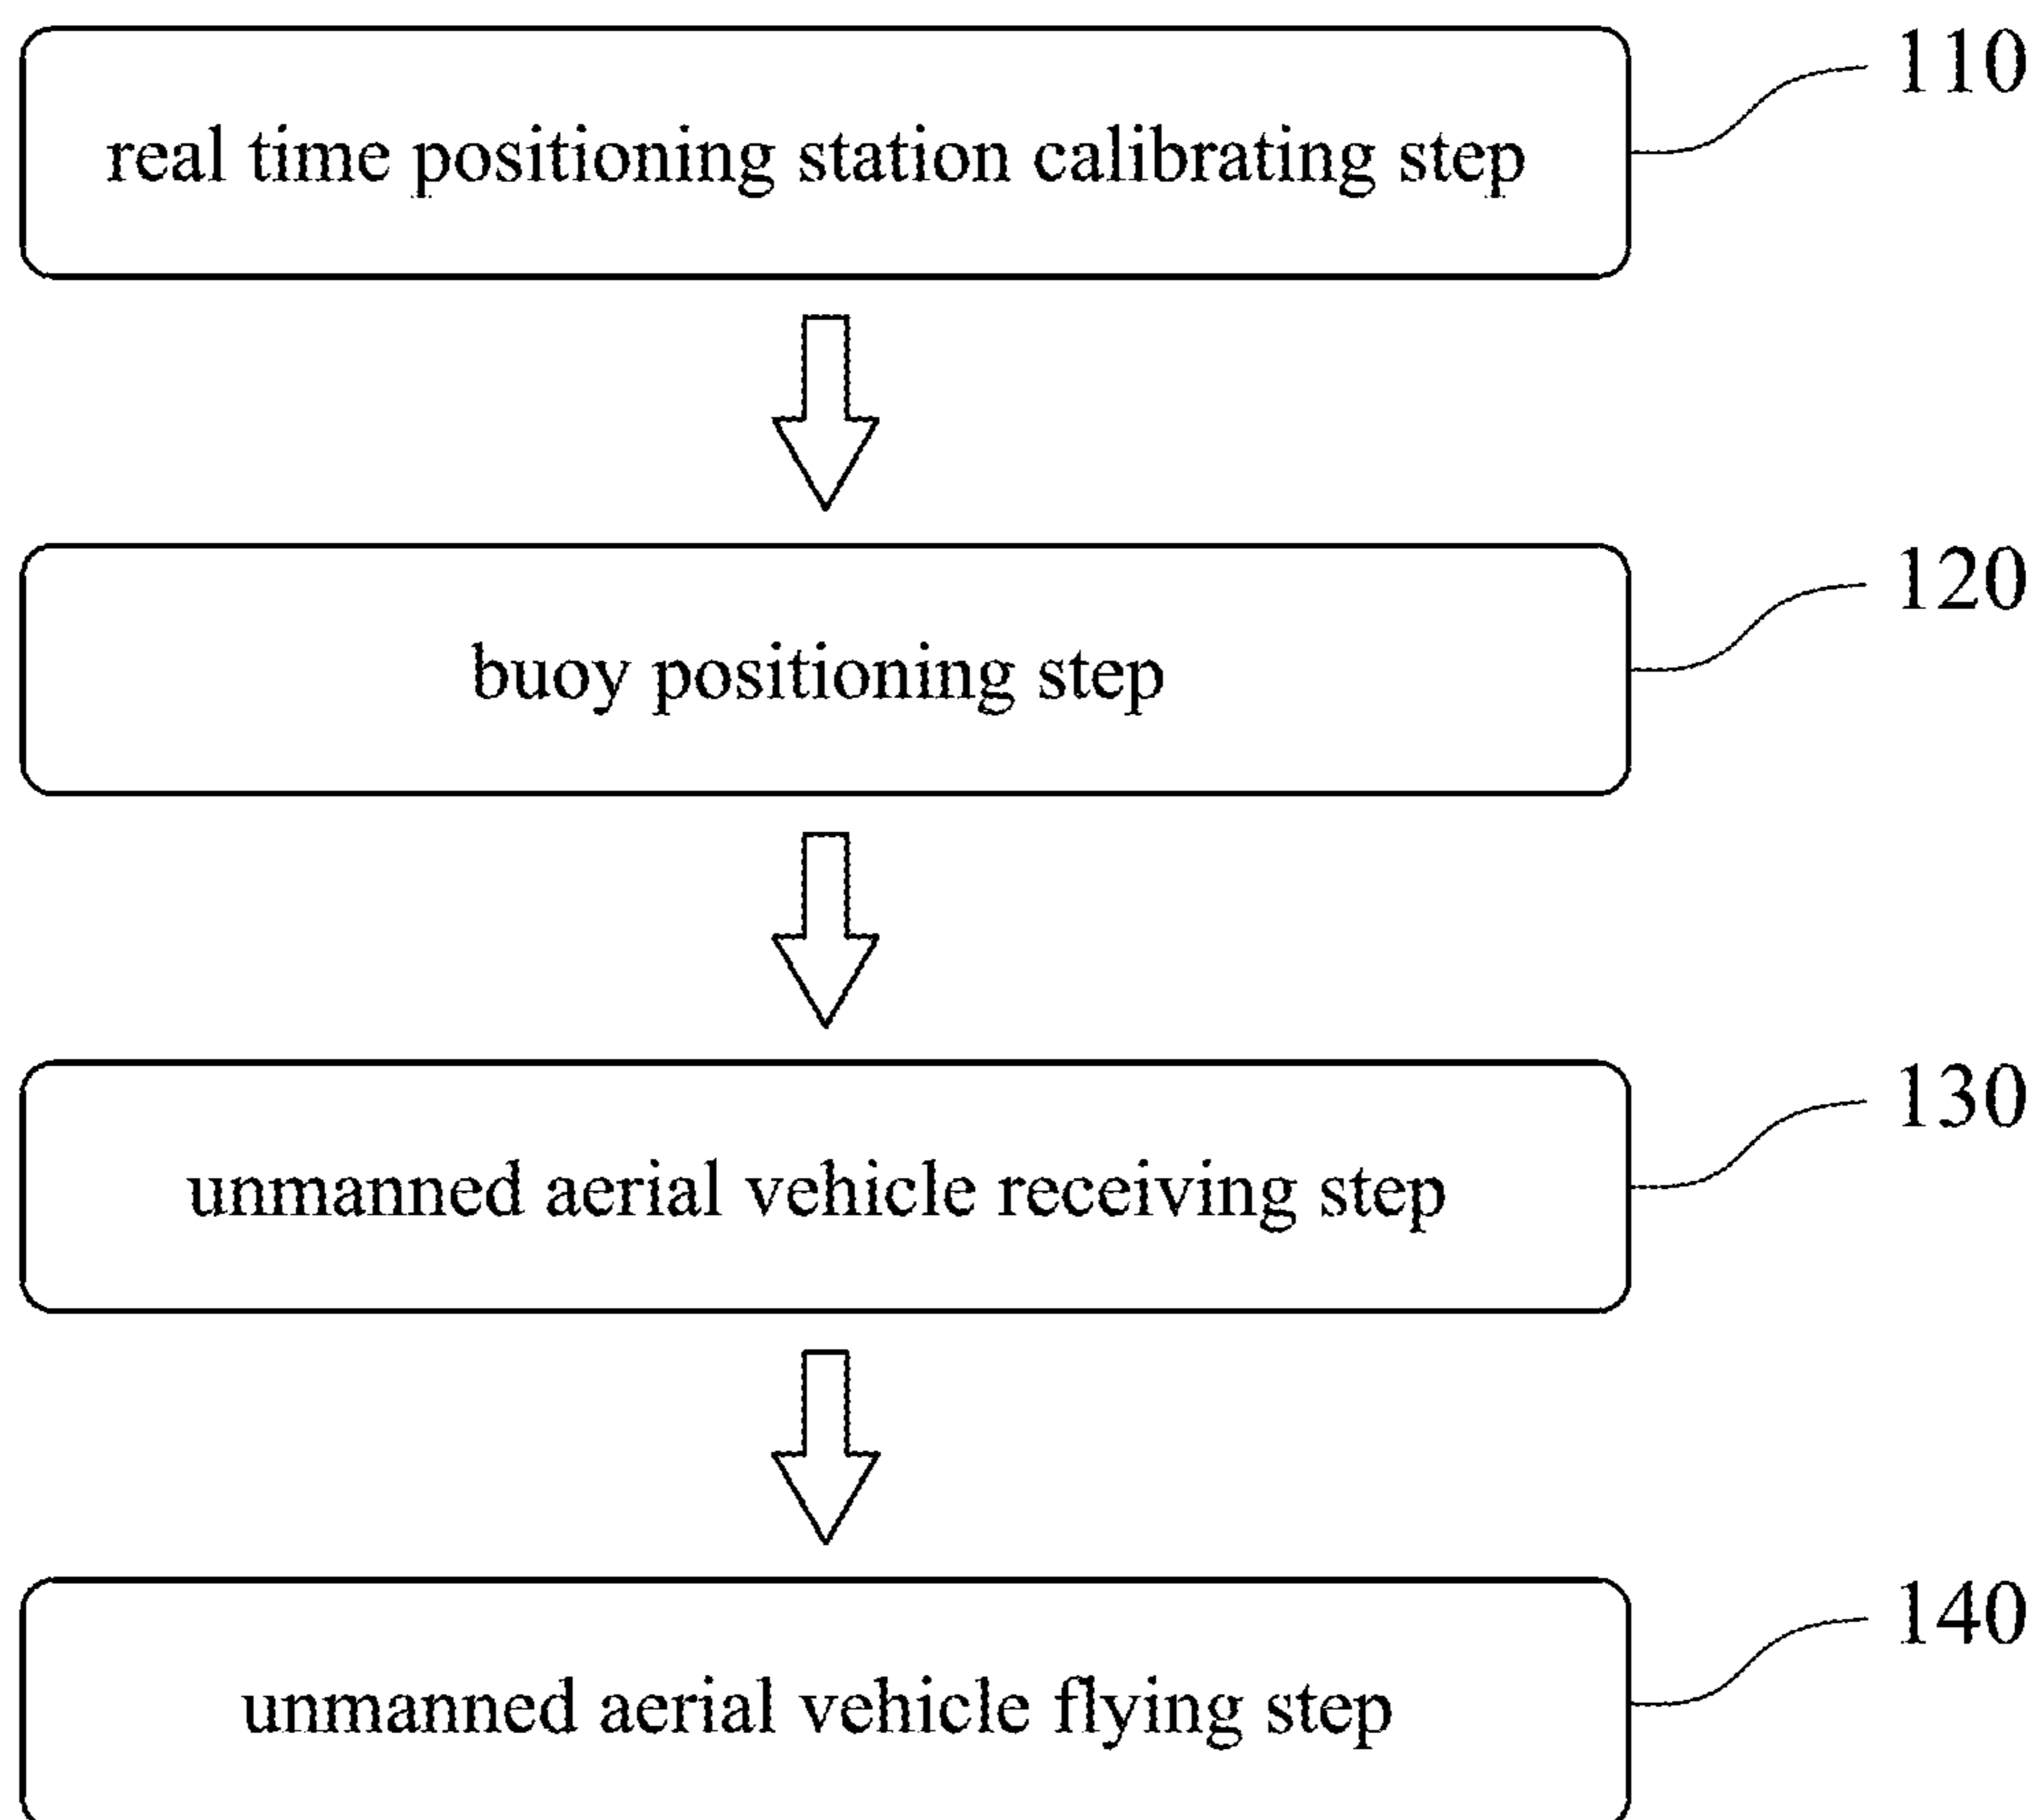 real time positioning station calibrating step
110
buoy positioning step
120
unmanned aerial vehicle receiving step
130
unmanned aerial vehicle flying step
140